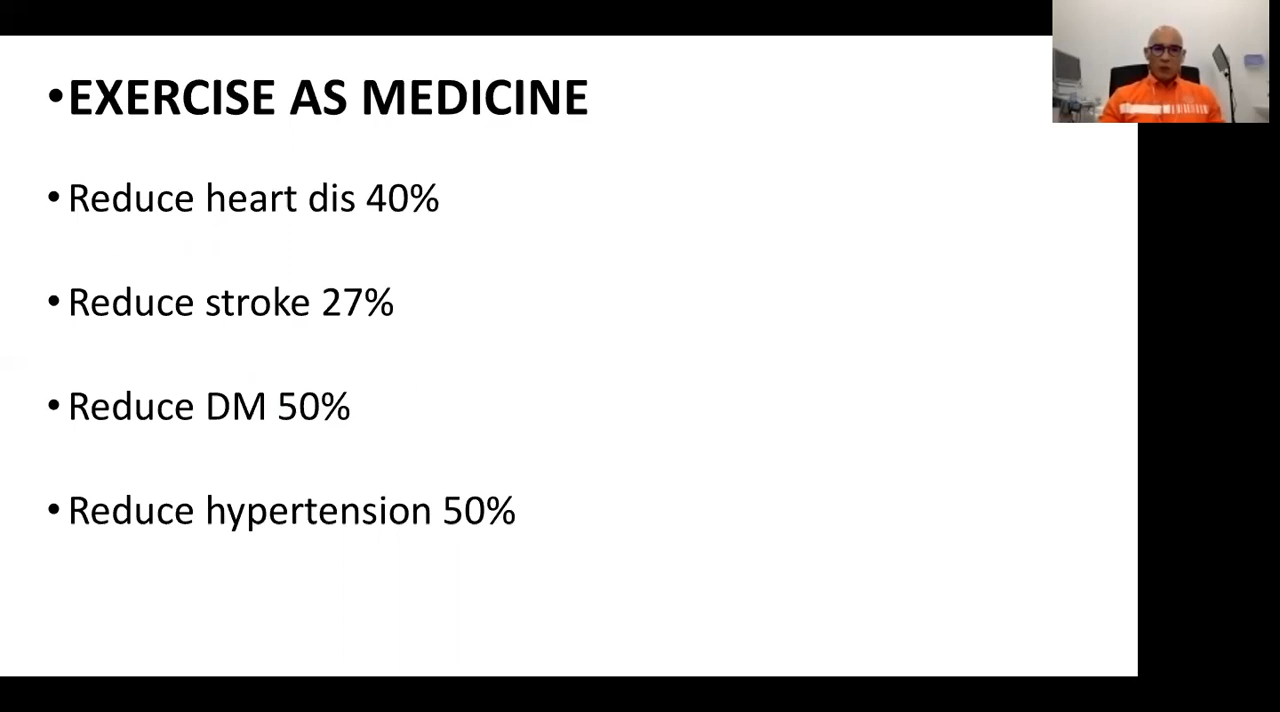 •EXERCISE AS MEDICINE
• Reduce heart dis 40%
• Reduce stroke 27%
• Reduce DM 50%
• Reduce hypertension 50%